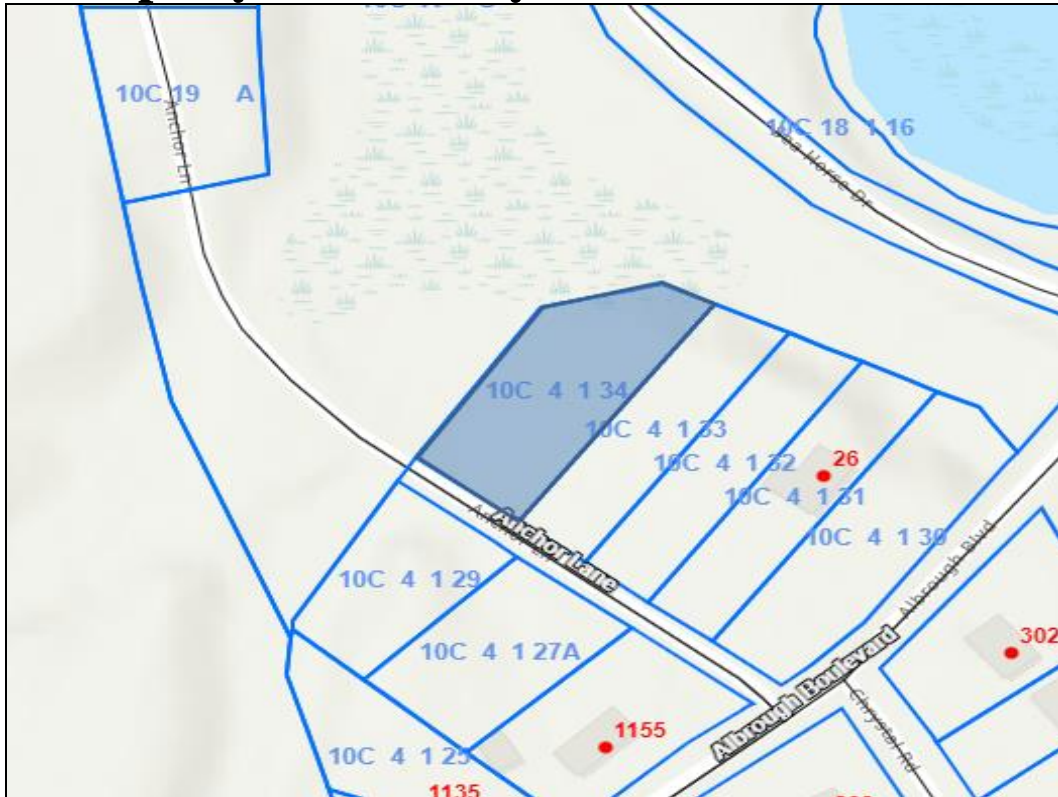 10C 19 A
Anchor Ln
10C 18 1 16
Sea Horse Dr
10C 4 1 34
10C 4 1 33
10C 4 1 32
26
10C 4 1 31
10C 4 1 30
Anchor Lane
10C 4 1 29
Albrough Blvd
302
10C 4 1 27A
Albrough Boulevard
Chrystal Rd
1155
10C 4 1 25
1135